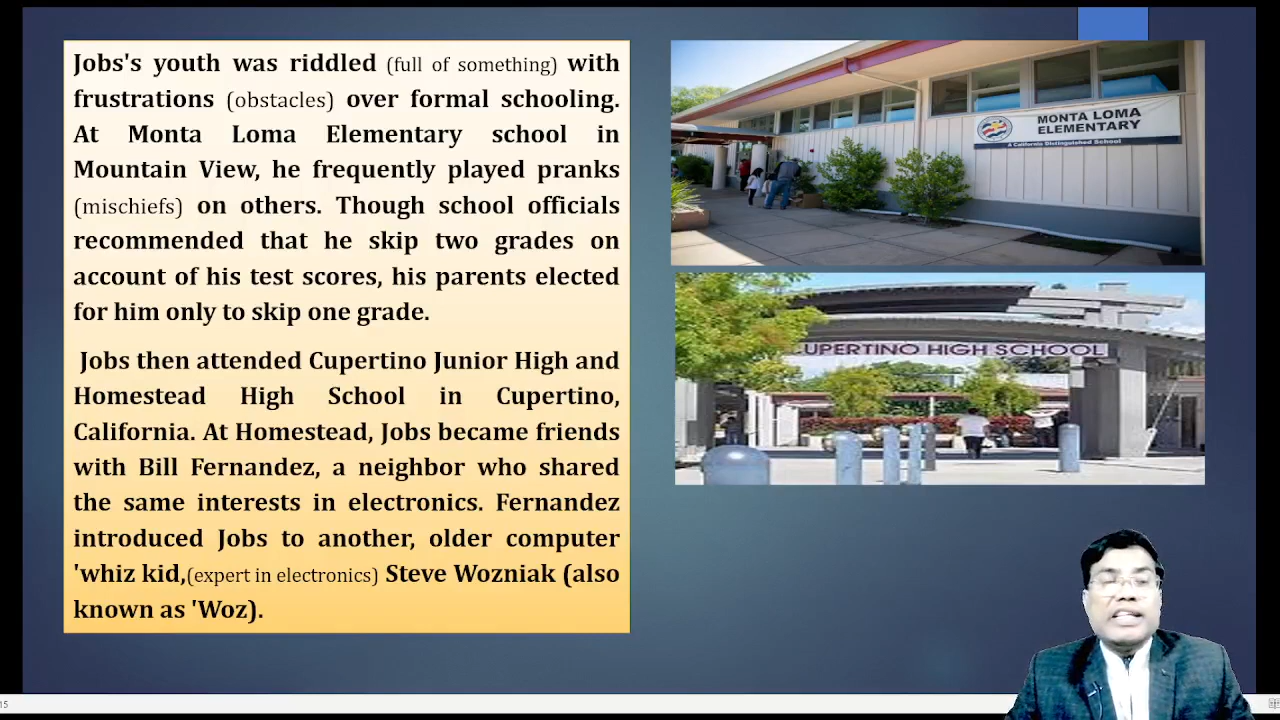 Jobs's youth was riddled (full of something) with
frustrations (obstacles) over formal schooling.
At Monta Loma Elementary school in
Mountain View, he frequently played pranks
(mischiefs) on others. Though school officials
recommended that he skip two grades on
account of his test scores, his parents elected
for him only to skip one grade.
Jobs then attended Cupertino Junior High and
Homestead High School in Cupertino,
California. At Homestead, Jobs became friends
with Bill Fernandez, a neighbor who shared
the same interests in electronics. Fernandez
introduced Jobs to another, older computer
'whiz kid,(expert in electronics) Steve Wozniak (also
known as 'Woz).
MONTA LOMA
ELEMENTARY
A California Distinguished School
UPERTINO HIGH SCHOOL
15